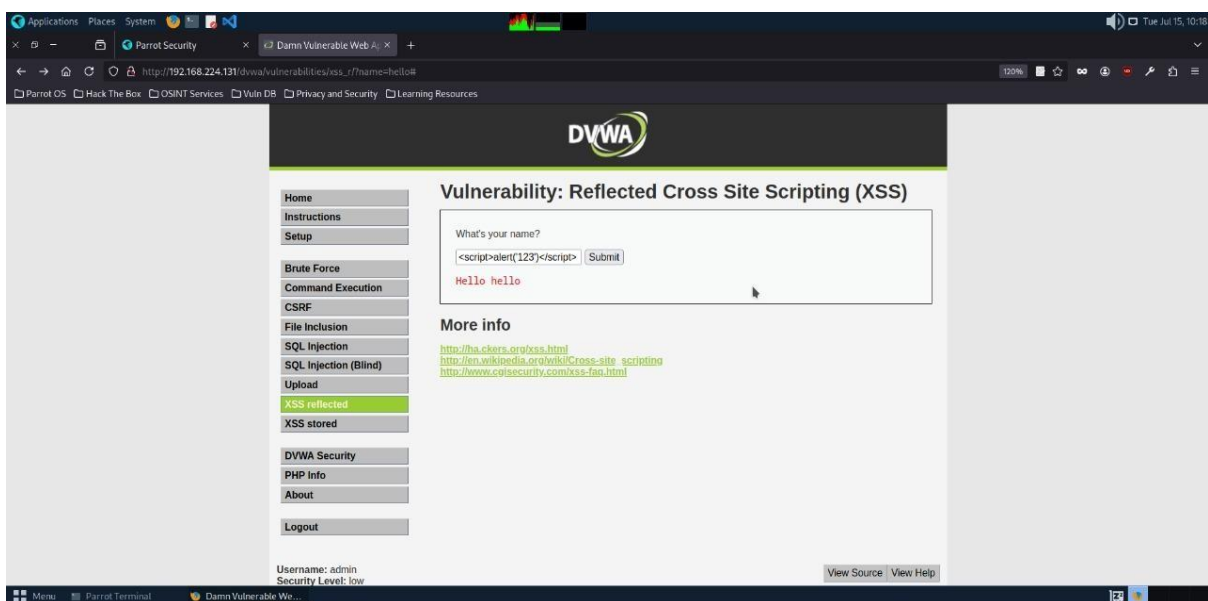 Applications Places System Tue Jul 15, 10:18
Parrot Security × Damn Vulnerable Web Ap × +
http://192.168.224.131/dvwa/vulnerabilities/xss_r/?name=hello# 120%
Parrot OS Hack The Box OSINT Services Vuln DB Privacy and Security Learning Resources
DVWA
Home
Instructions
Setup
Brute Force
Command Execution
CSRF
File Inclusion
SQL Injection
SQL Injection (Blind)
Upload
XSS reflected
XSS stored
DVWA Security
PHP Info
About
Logout
Username: admin
Security Level: low
Vulnerability: Reflected Cross Site Scripting (XSS)
What's your name?
<script>alert('123')</script> Submit
Hello hello
More info
http://ha.ckers.org/xss.html
http://en.wikipedia.org/wiki/Cross-site_scripting
http://www.cgisecurity.com/xss-faq.html
View Source View Help
Menu Parrot Terminal Damn Vulnerable We...